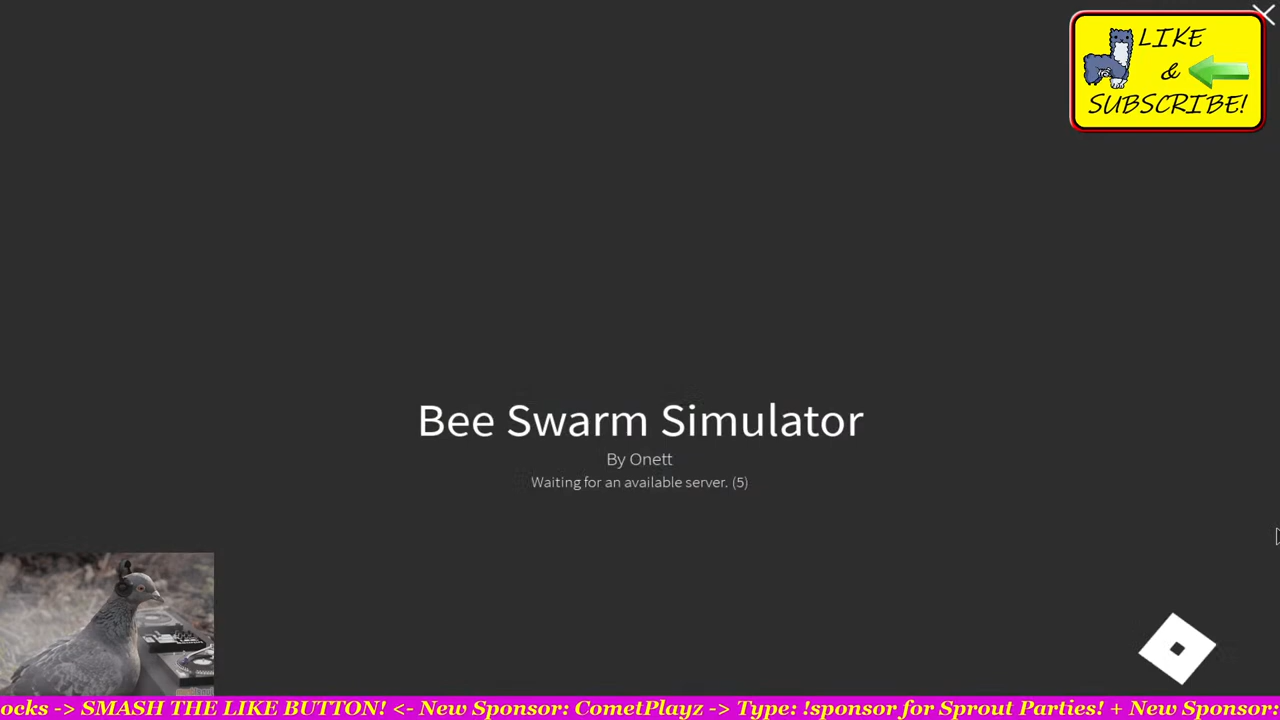 LIKE
&
SUBSCRIBE!
Bee Swarm Simulator
By Onett
Waiting for an available server. (5)
ocks -> SMASH THE LIKE BUTTON! <- New Sponsor: CometPlayz -> Type: !sponsor for Sprout Parties! + New Sponsor: